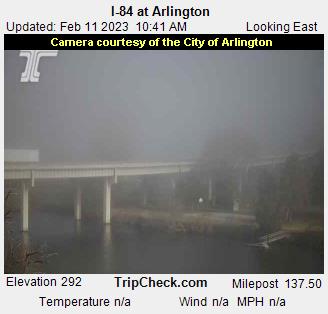 I-84 at Arlington
Updated: Feb 11 2023 10:41 AM Looking East
Camera courtesy of the City of Arlington
Elevation 292 TripCheck.com Milepost 137.50
Temperature n/a Wind n/a MPH n/a